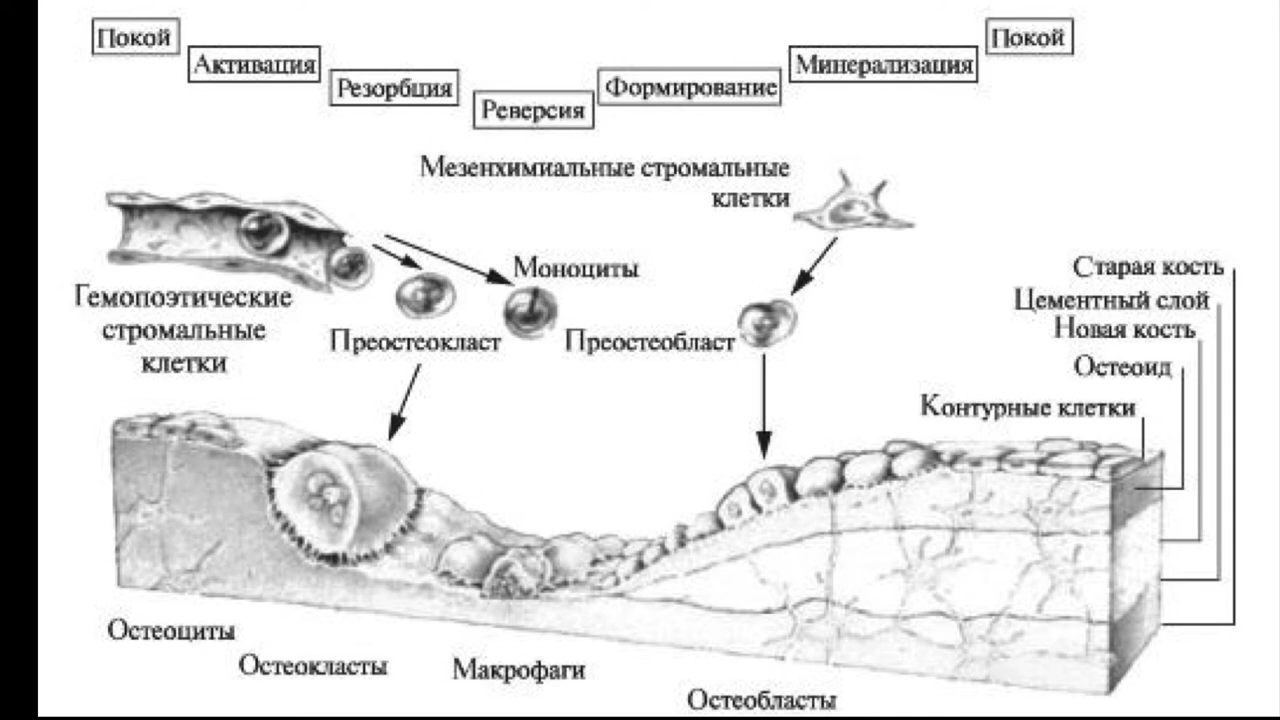 Покой
Активация
Резорбция
Реверсия
Формирование
Минерализация
Покой
Мезенхимиальные стромальные
клетки
Гемопоэтические
стромальные
клетки
Моноциты
Преостеокласт
Преостеобласт
Старая кость
Цементный слой
Новая кость
Остеоид
Контурные клетки
Остеоциты
Остеокласты
Макрофаги
Остеобласты